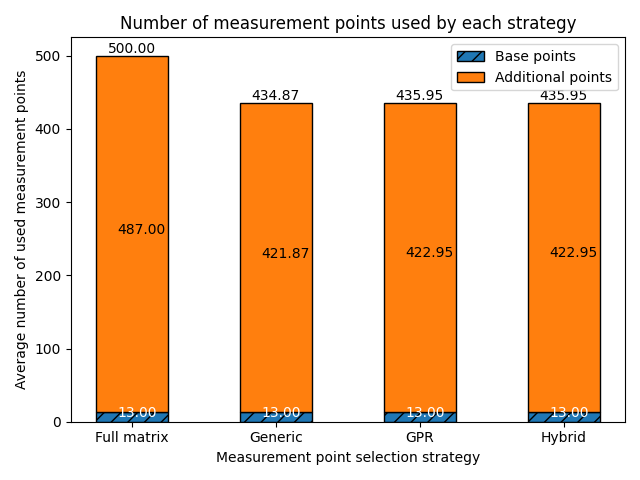 Number of measurement points used by each strategy
Average number of used measurement points
500
400
300
200
100
0
Base points
Additional points
500.00
434.87
435.95
435.95
487.00
421.87
422.95
422.95
13.00
13.00
13.00
13.00
Full matrix
Generic
GPR
Hybrid
Measurement point selection strategy